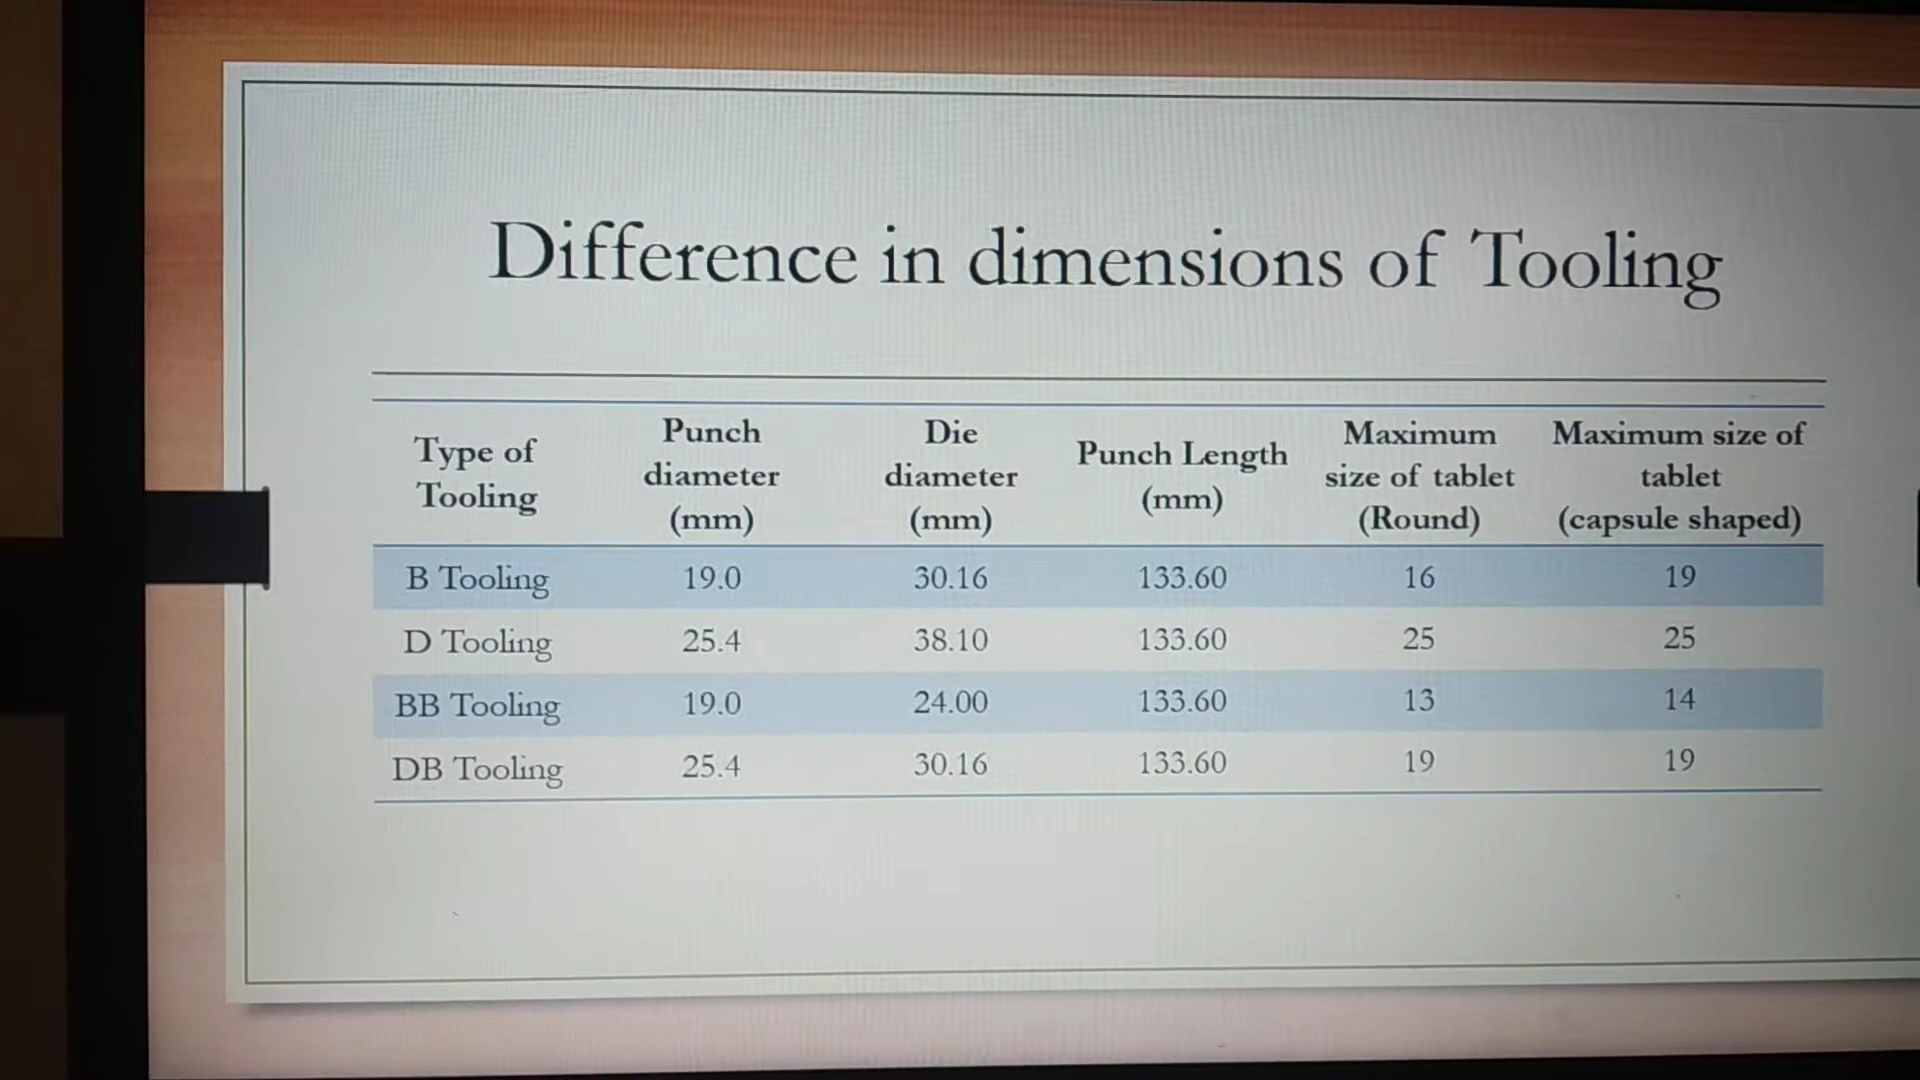 Difference in dimensions of Tooling
Type of Tooling | Punch diameter (mm) | Die diameter (mm) | Punch Length (mm) | Maximum size of tablet (Round) | Maximum size of tablet (capsule shaped)
B Tooling | 19.0 | 30.16 | 133.60 | 16 | 19
D Tooling | 25.4 | 38.10 | 133.60 | 25 | 25
BB Tooling | 19.0 | 24.00 | 133.60 | 13 | 14
DB Tooling | 25.4 | 30.16 | 133.60 | 19 | 19